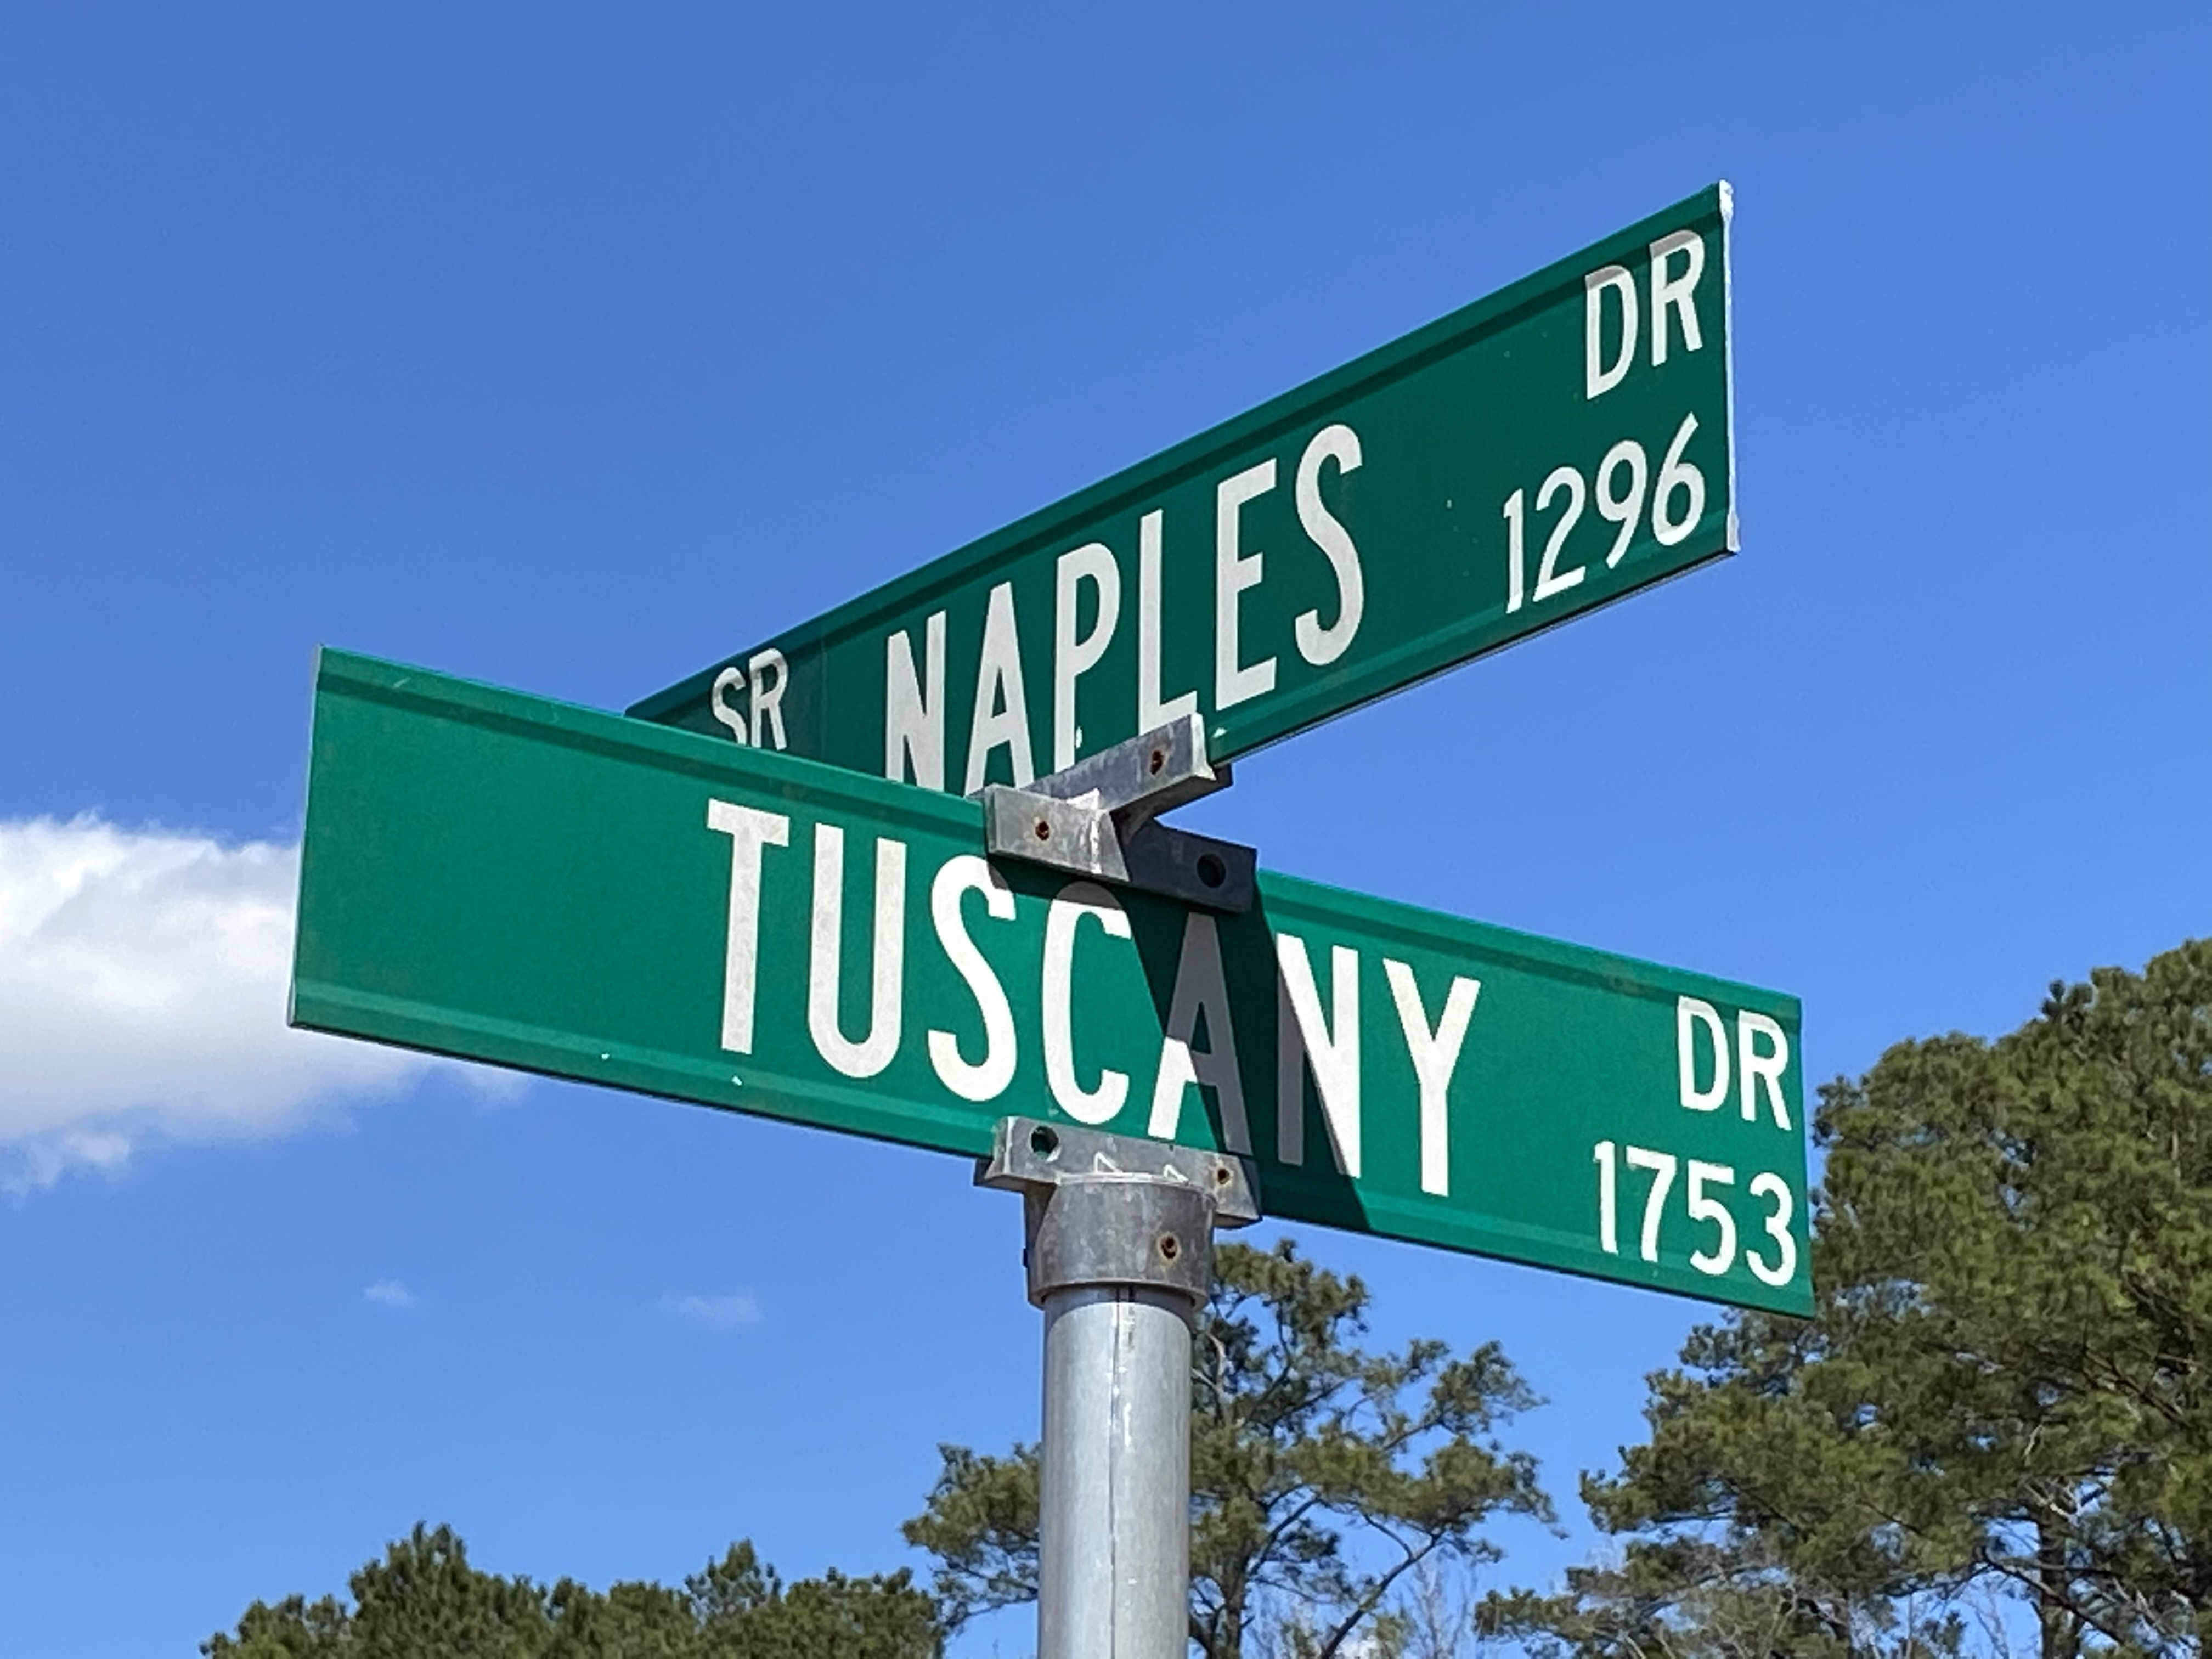 DR
SR NAPLES 1296
TUSCANY DR
1753